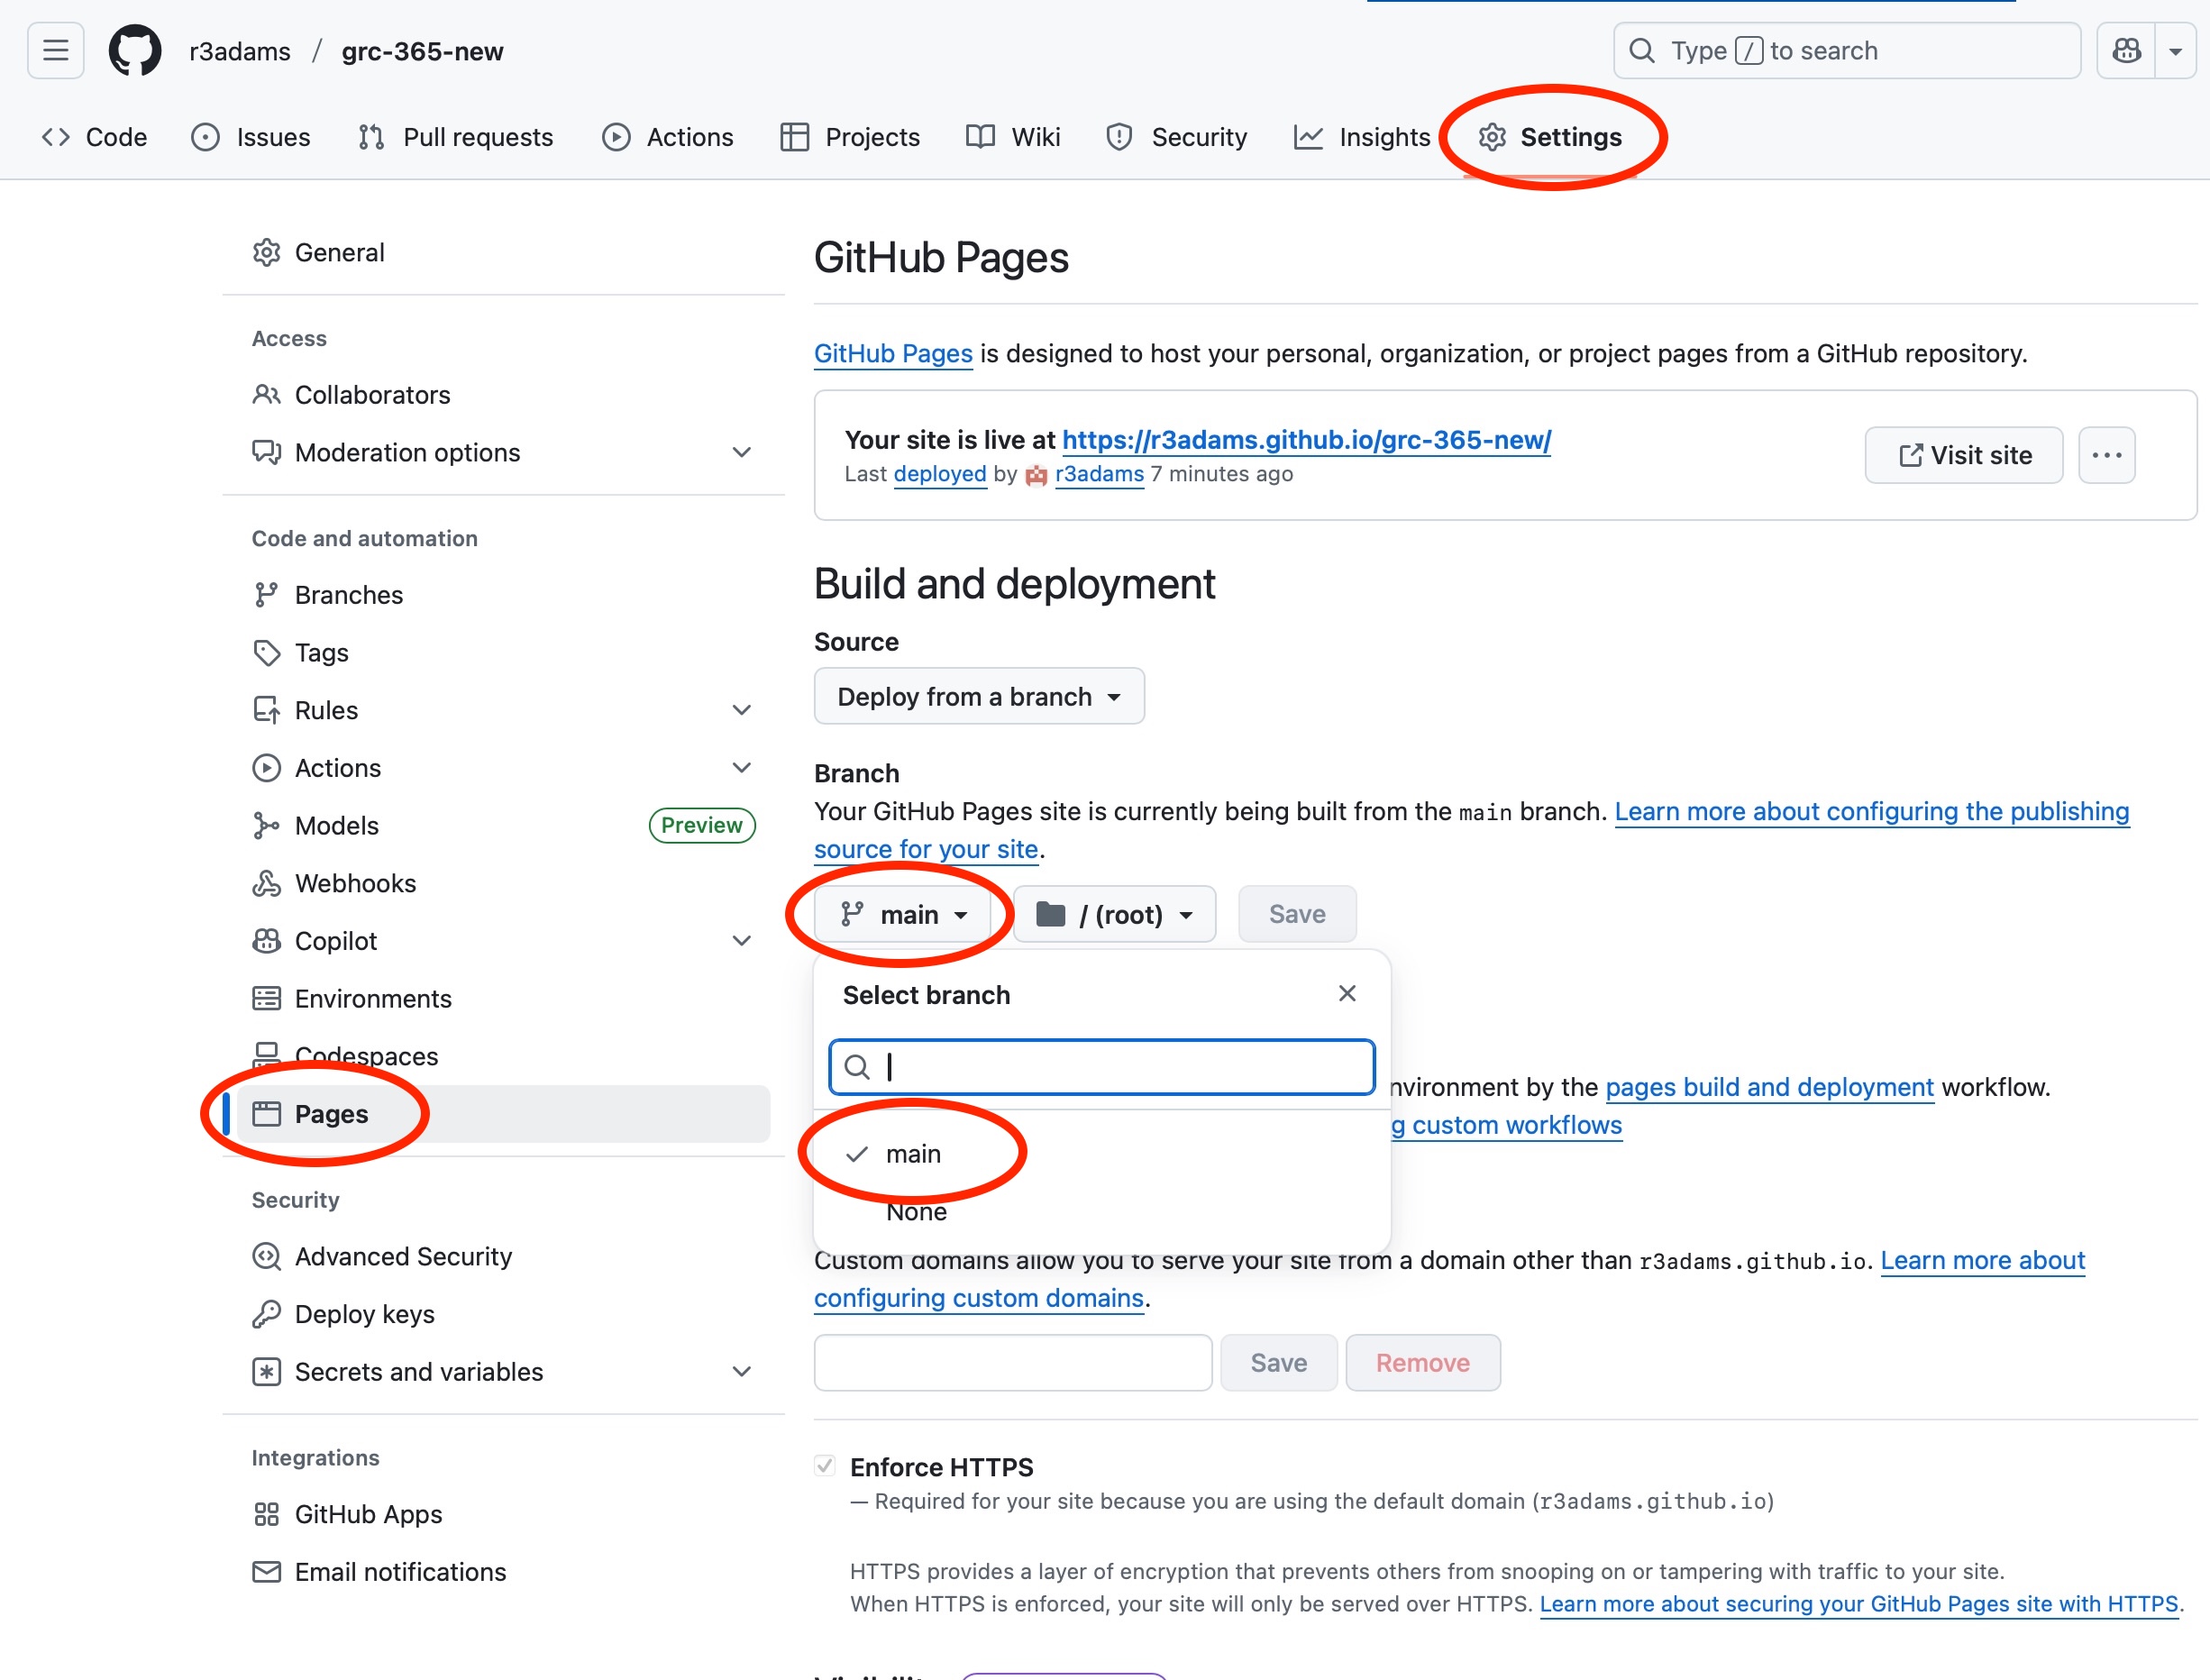 r3adams / grc-365-new
Type / to search
Code Issues Pull requests Actions Projects Wiki Security Insights Settings
General
Access
Collaborators
Moderation options
Code and automation
Branches
Tags
Rules
Actions
Models Preview
Webhooks
Copilot
Environments
Codespaces
Pages
Security
Advanced Security
Deploy keys
Secrets and variables
Integrations
GitHub Apps
Email notifications
GitHub Pages
GitHub Pages is designed to host your personal, organization, or project pages from a GitHub repository.
Your site is live at https://r3adams.github.io/grc-365-new/
Last deployed by r3adams 7 minutes ago
Visit site
Build and deployment
Source
Deploy from a branch
Branch
Your GitHub Pages site is currently being built from the main branch. Learn more about configuring the publishing
source for your site.
main / (root) Save
Select branch
main
None
nvironment by the pages build and deployment workflow.
g custom workflows
Custom domains allow you to serve your site from a domain other than r3adams.github.io. Learn more about
configuring custom domains.
Save Remove
Enforce HTTPS
— Required for your site because you are using the default domain (r3adams.github.io)
HTTPS provides a layer of encryption that prevents others from snooping on or tampering with traffic to your site.
When HTTPS is enforced, your site will only be served over HTTPS. Learn more about securing your GitHub Pages site with HTTPS.